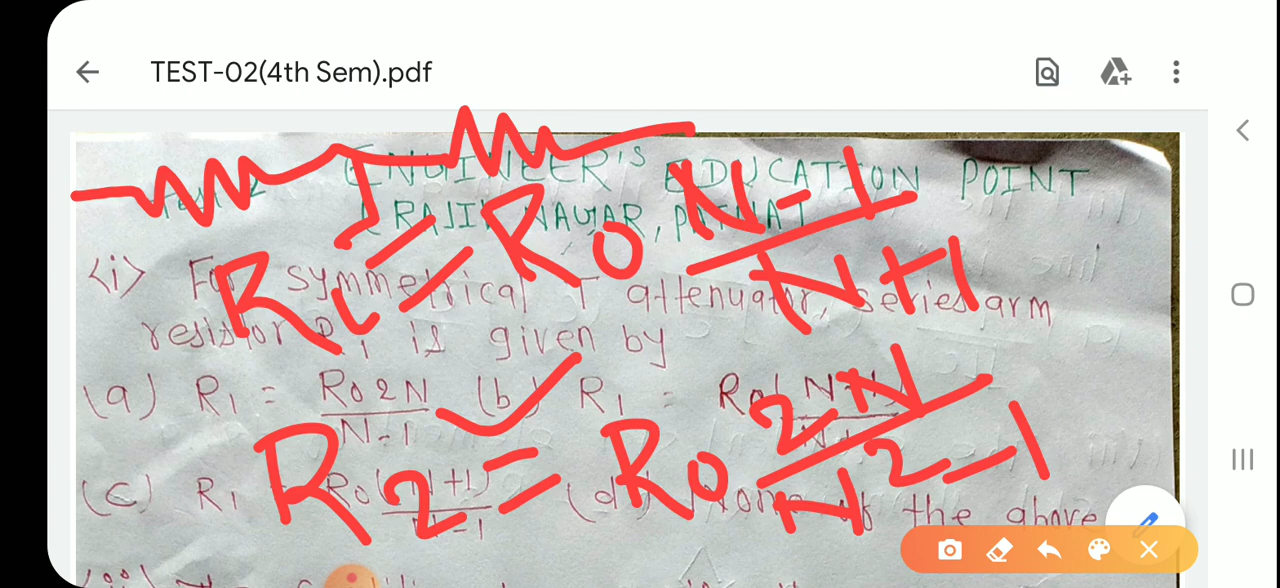 TEST-02(4th Sem).pdf
ENGINEER'S EDUCATION POINT
(RAJIV NAGAR, PATNA)
R₁ = R₀ N-1 / N+1
<i> For symmetrical T attenuator, series arm
resistor R₁ is given by
(a) R₁ = R₀ 2N / N-1 (b) R₁ = R₀(N-1) / N+1
R₂ = R₀ 2N / N²-1
(c) R₁ = R₀(N+1) / N-1 (d) None of the above